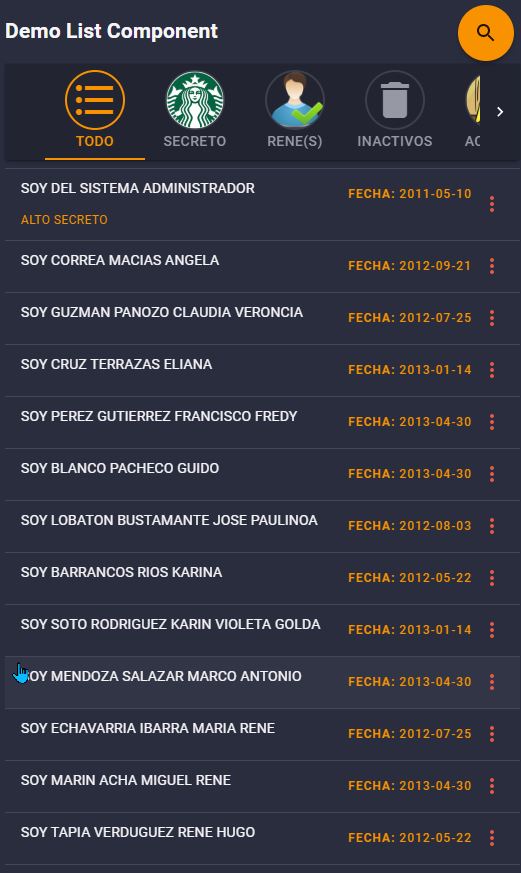 Demo List Component
TODO
SECRETO
RENE(S)
INACTIVOS
AC
SOY DEL SISTEMA ADMINISTRADOR
FECHA: 2011-05-10
ALTO SECRETO
SOY CORREA MACIAS ANGELA
FECHA: 2012-09-21
SOY GUZMAN PANOZO CLAUDIA VERONCIA
FECHA: 2012-07-25
SOY CRUZ TERRAZAS ELIANA
FECHA: 2013-01-14
SOY PEREZ GUTIERREZ FRANCISCO FREDY
FECHA: 2013-04-30
SOY BLANCO PACHECO GUIDO
FECHA: 2013-04-30
SOY LOBATON BUSTAMANTE JOSE PAULINOA
FECHA: 2012-08-03
SOY BARRANCOS RIOS KARINA
FECHA: 2012-05-22
SOY SOTO RODRIGUEZ KARIN VIOLETA GOLDA
FECHA: 2013-01-14
SOY MENDOZA SALAZAR MARCO ANTONIO
FECHA: 2013-04-30
SOY ECHAVARRIA IBARRA MARIA RENE
FECHA: 2012-07-25
SOY MARIN ACHA MIGUEL RENE
FECHA: 2013-04-30
SOY TAPIA VERDUGUEZ RENE HUGO
FECHA: 2012-05-22